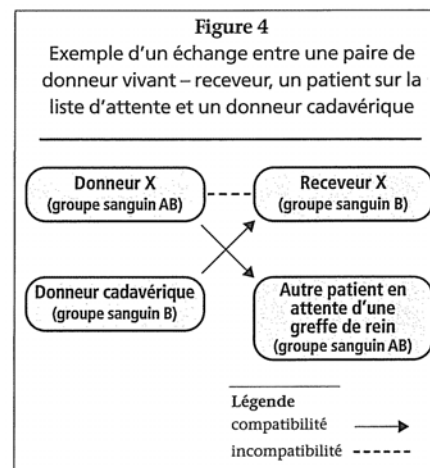 Figure 4
Exemple d'un échange entre une paire de
donneur vivant – receveur, un patient sur la
liste d'attente et un donneur cadavérique
Donneur X
(groupe sanguin AB)
Receveur X
(groupe sanguin B)
Donneur cadavérique
(groupe sanguin B)
Autre patient en
attente d'une
greffe de rein
(groupe sanguin AB)
Légende
compatibilité
incompatibilité